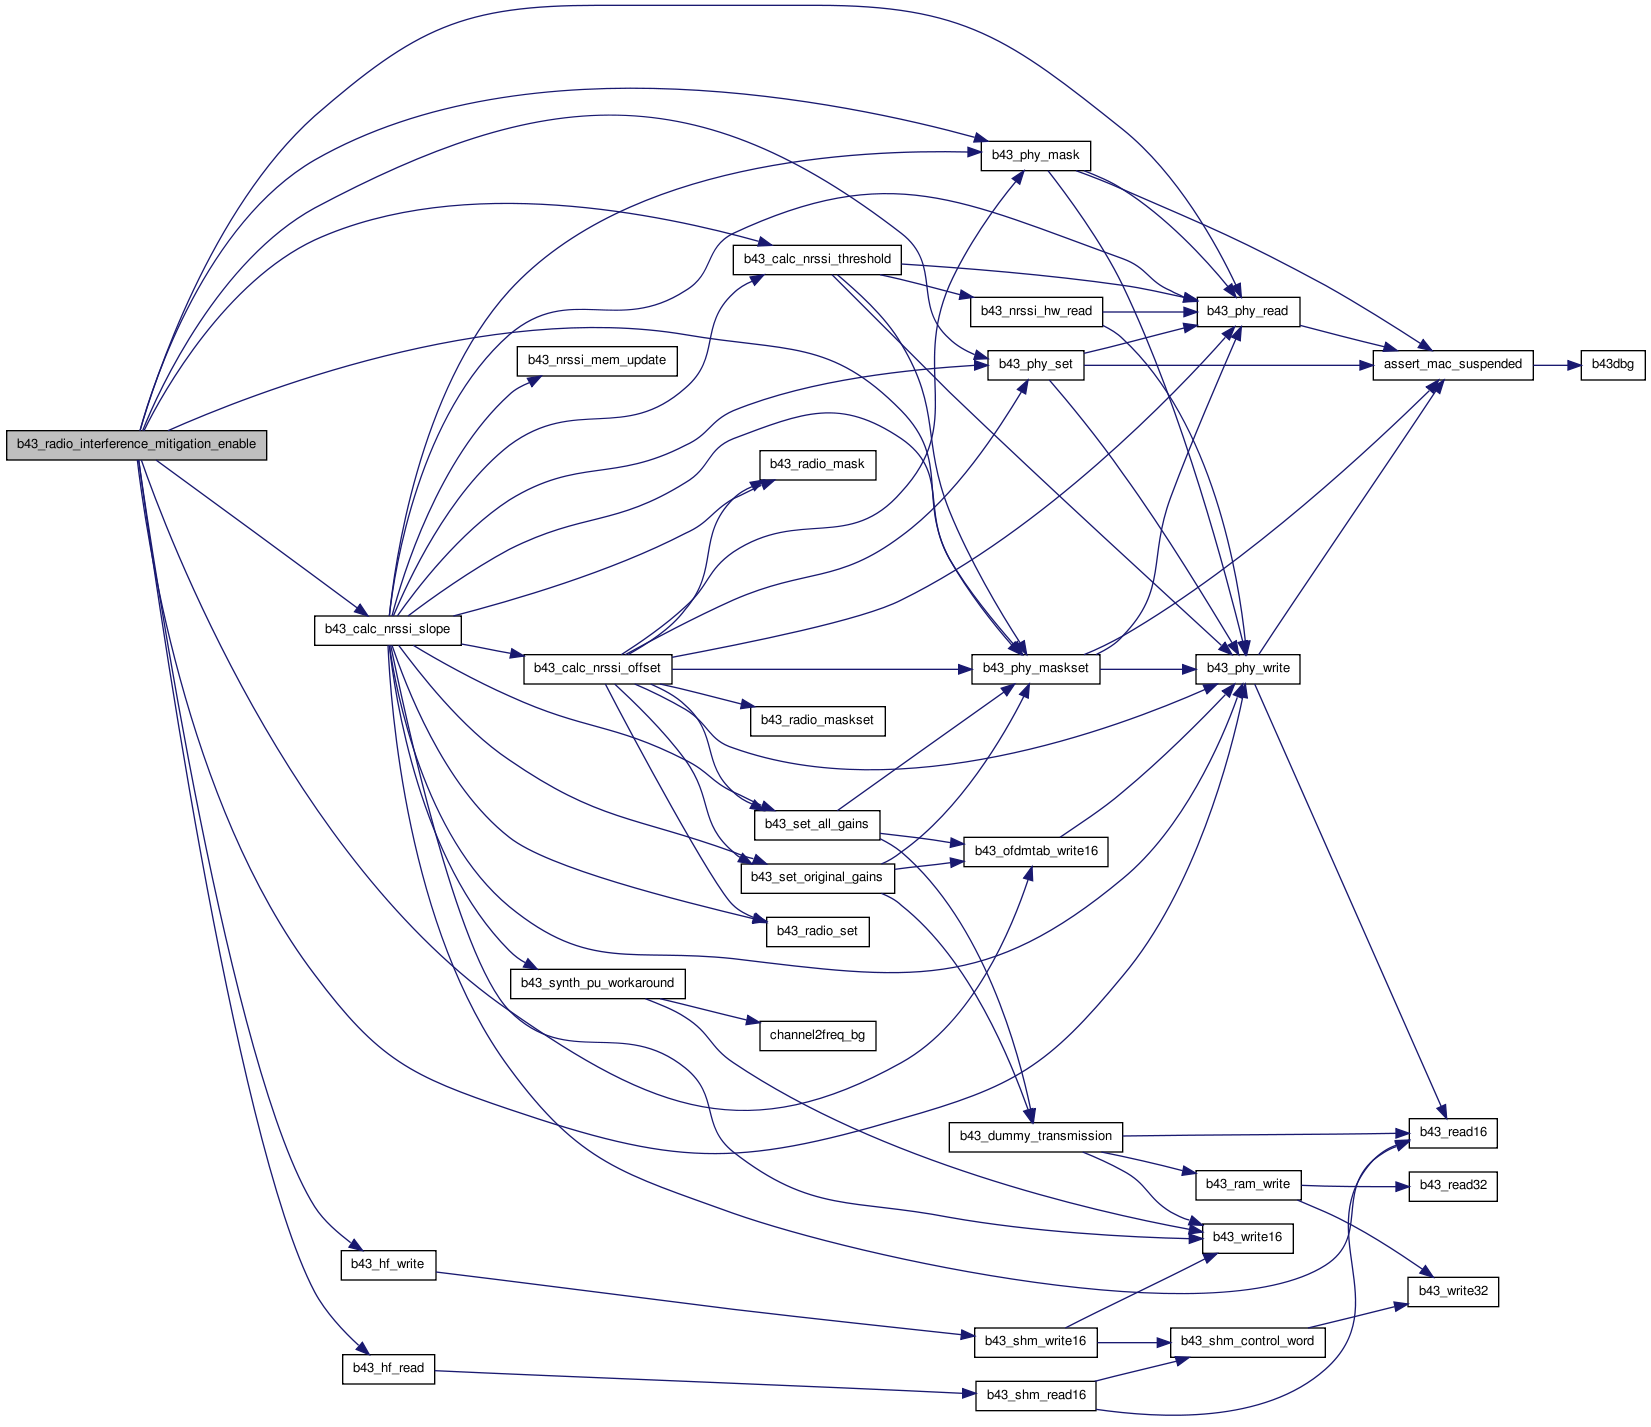 b43_phy_mask
b43_calc_nrssi_threshold
b43_nrssi_hw_read
b43_phy_read
b43_nrssi_mem_update
b43_phy_set
assert_mac_suspended
b43dbg
b43_radio_interference_mitigation_enable
b43_radio_mask
b43_calc_nrssi_slope
b43_calc_nrssi_offset
b43_phy_maskset
b43_phy_write
b43_radio_maskset
b43_set_all_gains
b43_ofdmtab_write16
b43_set_original_gains
b43_radio_set
b43_synth_pu_workaround
channel2freq_bg
b43_dummy_transmission
b43_read16
b43_ram_write
b43_read32
b43_write16
b43_hf_write
b43_write32
b43_shm_write16
b43_shm_control_word
b43_hf_read
b43_shm_read16